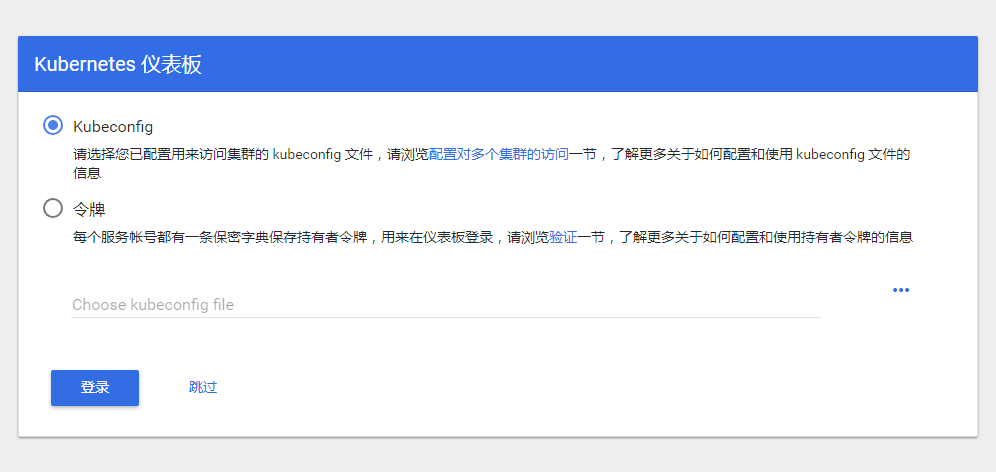 Kubernetes 仪表板
Kubeconfig
请选择您已配置用来访问集群的 kubeconfig 文件，请浏览配置对多个集群的访问一节，了解更多关于如何配置和使用 kubeconfig 文件的
信息
令牌
每个服务帐号都有一条保密字典保存持有者令牌，用来在仪表板登录，请浏览验证一节，了解更多关于如何配置和使用持有者令牌的信息
Choose kubeconfig file
登录 跳过